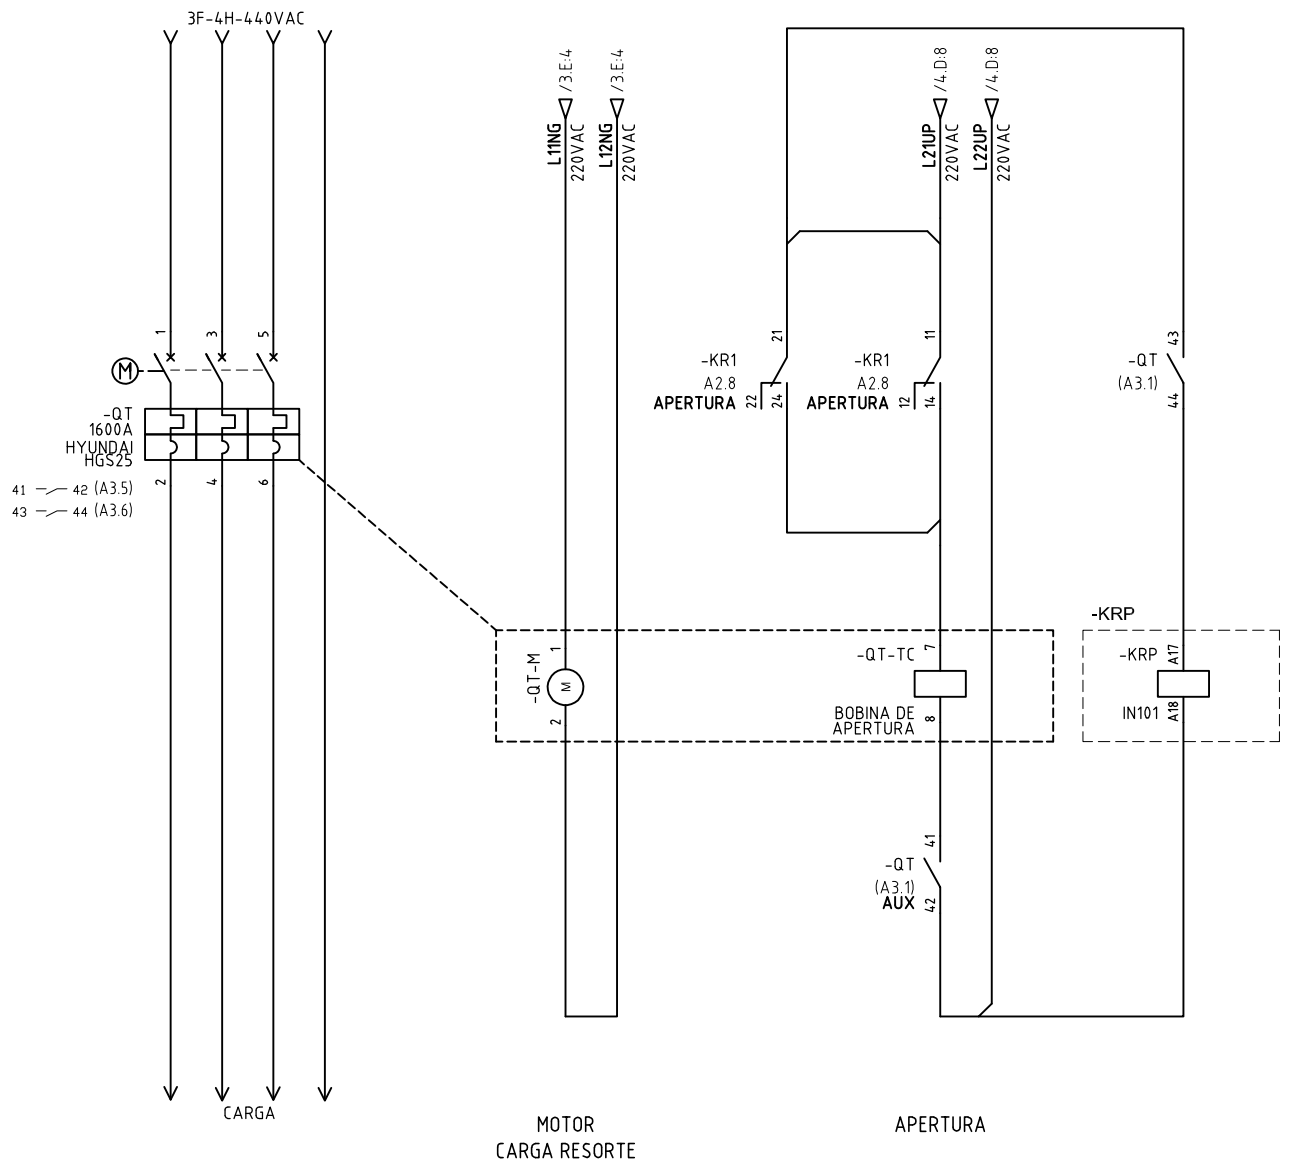 3F-4H-440VAC
/3.E:4
/3.E:4
/4.D:8
/4.D:8
L11NG
220VAC
L12NG
220VAC
L21UP
220VAC
L22UP
220VAC
1
3
5
M
-QT
1600A
HYUNDAI
HGS25
2
4
6
41 42 (A3.5)
43 44 (A3.6)
21
-KR1
A2.8
APERTURA
22
24
11
-KR1
A2.8
APERTURA
12
14
43
-QT
(A3.1)
44
-KRP
1
-QT-M
M
2
7
-QT-TC
BOBINA DE
APERTURA
8
A17
-KRP
IN101
A18
41
-QT
(A3.1)
AUX
42
CARGA
MOTOR
CARGA RESORTE
APERTURA